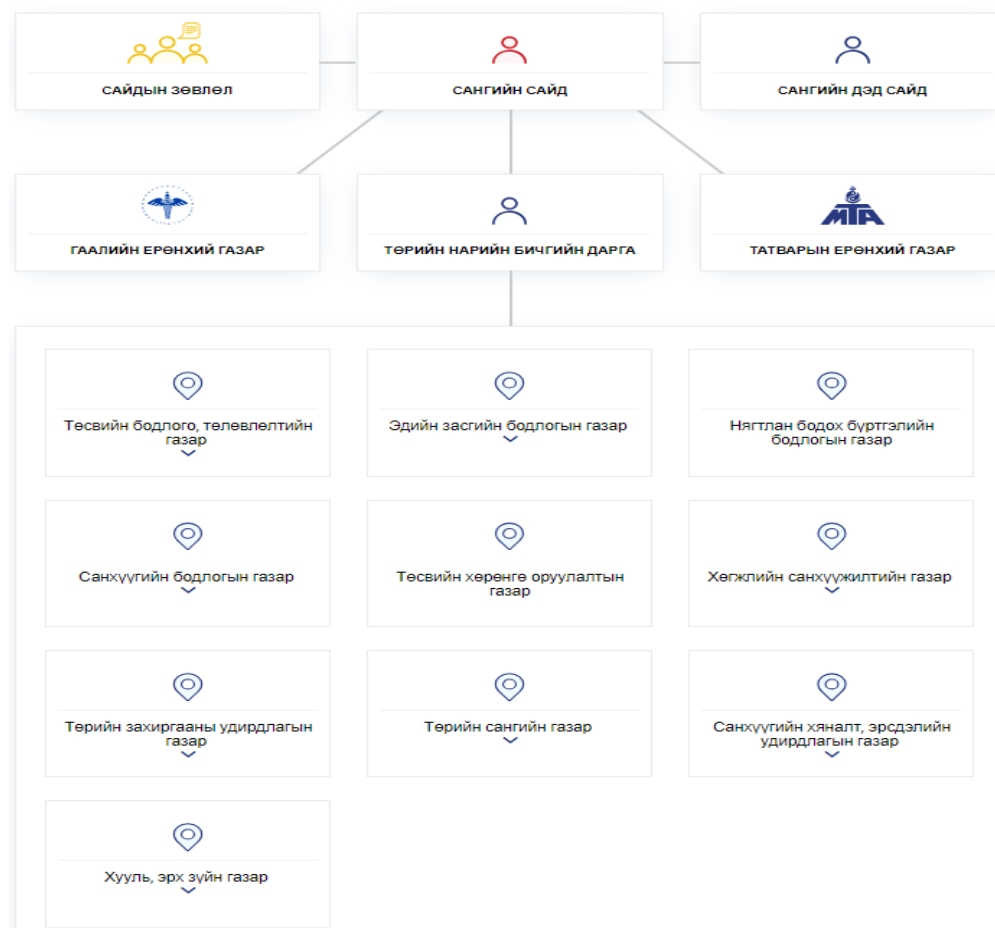 САЙДЫН ЗӨВЛӨЛ
САНГИЙН САЙД
САНГИЙН ДЭД САЙД
ГААЛИЙН ЕРӨНХИЙ ГАЗАР
ТӨРИЙН НАРИЙН БИЧГИЙН ДАРГА
МТА
ТАТВАРЫН ЕРӨНХИЙ ГАЗАР
Төсвийн бодлого, төлөвлөлтийн
газар
Эдийн засгийн бодлогын газар
Нягтлан бодох бүртгэлийн
бодлогын газар
Санхүүгийн бодлогын газар
Төсвийн хөрөнгө оруулалтын
газар
Хөгжлийн санхүүжилтийн газар
Төрийн захиргааны удирдлагын
газар
Төрийн сангийн газар
Санхүүгийн хяналт, эрсдэлийн
удирдлагын газар
Хууль, эрх зүйн газар